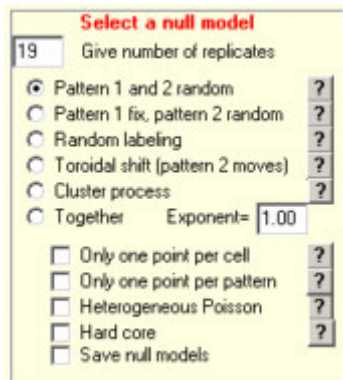 Select a null model
19 Give number of replicates
Pattern 1 and 2 random ?
Pattern 1 fix, pattern 2 random ?
Random labeling ?
Toroidal shift (pattern 2 moves) ?
Cluster process ?
Together Exponent= 1.00
Only one point per cell ?
Only one point per pattern ?
Heterogeneous Poisson ?
Hard core ?
Save null models